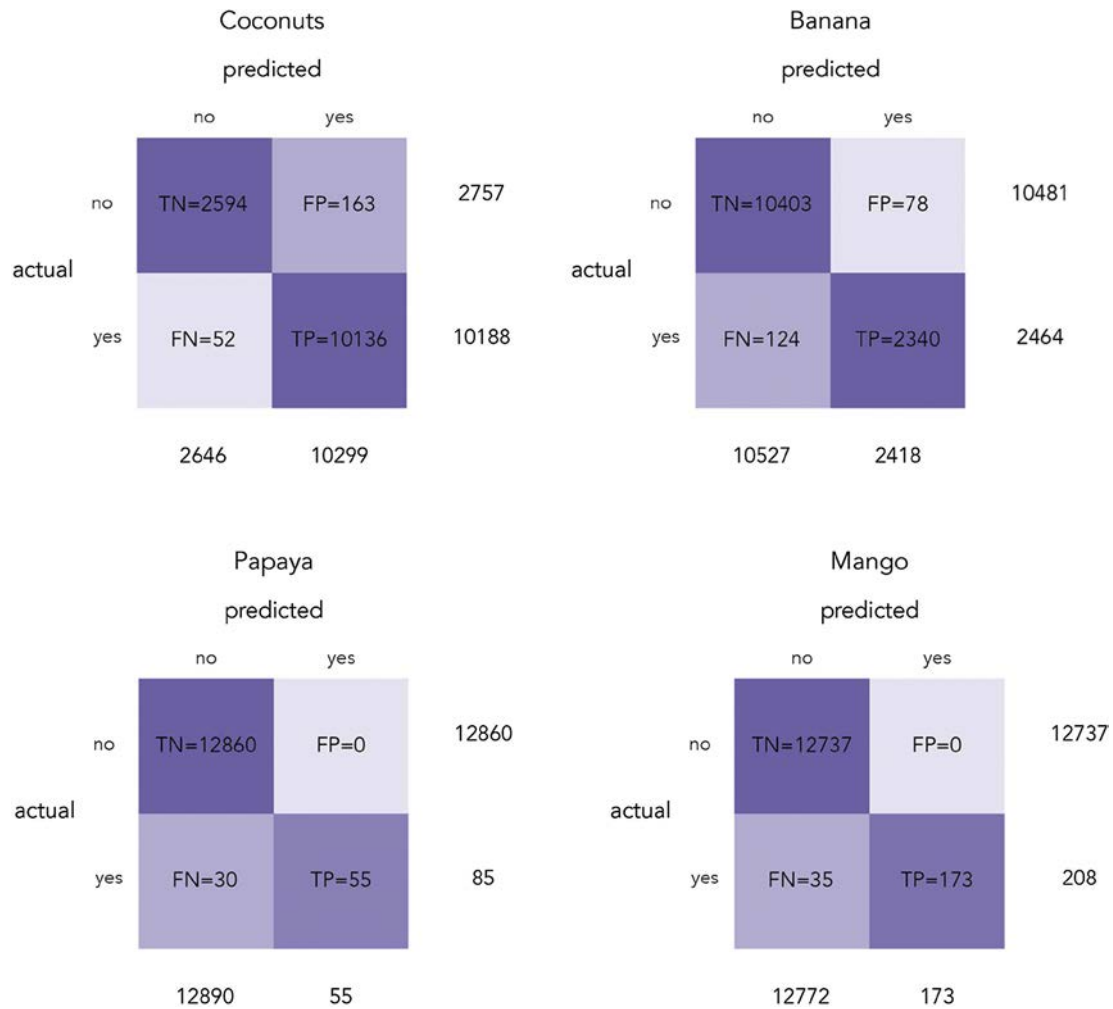 Coconuts
predicted
no yes
no TN=2594 FP=163 2757
actual
yes FN=52 TP=10136 10188
2646 10299
Banana
predicted
no yes
no TN=10403 FP=78 10481
actual
yes FN=124 TP=2340 2464
10527 2418
Papaya
predicted
no yes
no TN=12860 FP=0 12860
actual
yes FN=30 TP=55 85
12890 55
Mango
predicted
no yes
no TN=12737 FP=0 12737
actual
yes FN=35 TP=173 208
12772 173